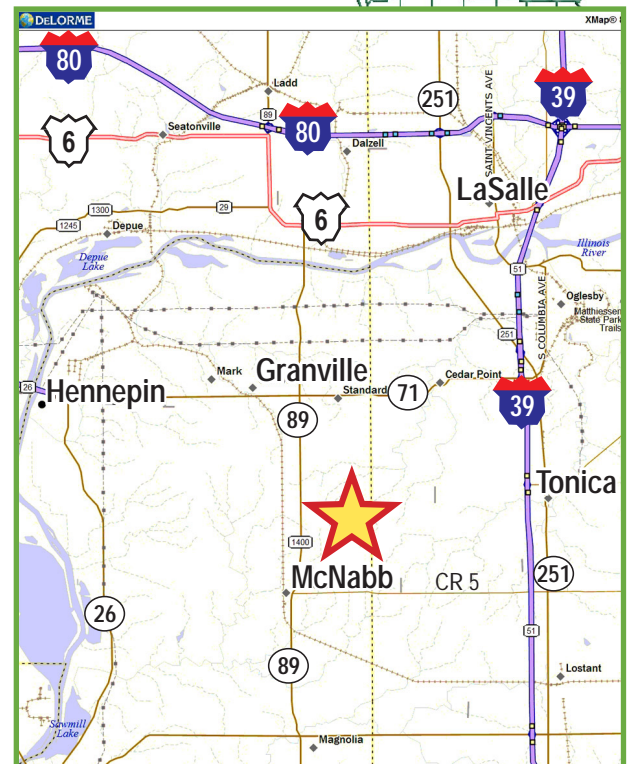 DELORME
XMap®
80
Ladd
89
251
39
6
Seatonville
80
Dalzell
SAINT VINCENTS AVE
LaSalle
1300
29
6
1245
Depue
Depue
Lake
Illinois
River
51
Oglesby
Matthiessen
State Park
Trails
S COLUMBIA AVE
251
Mark
Granville
Cedar Point
26
Hennepin
Standard
71
39
89
Tonica
1400
McNabb
CR 5
251
26
51
89
Lostant
Sawmill
Lake
Magnolia